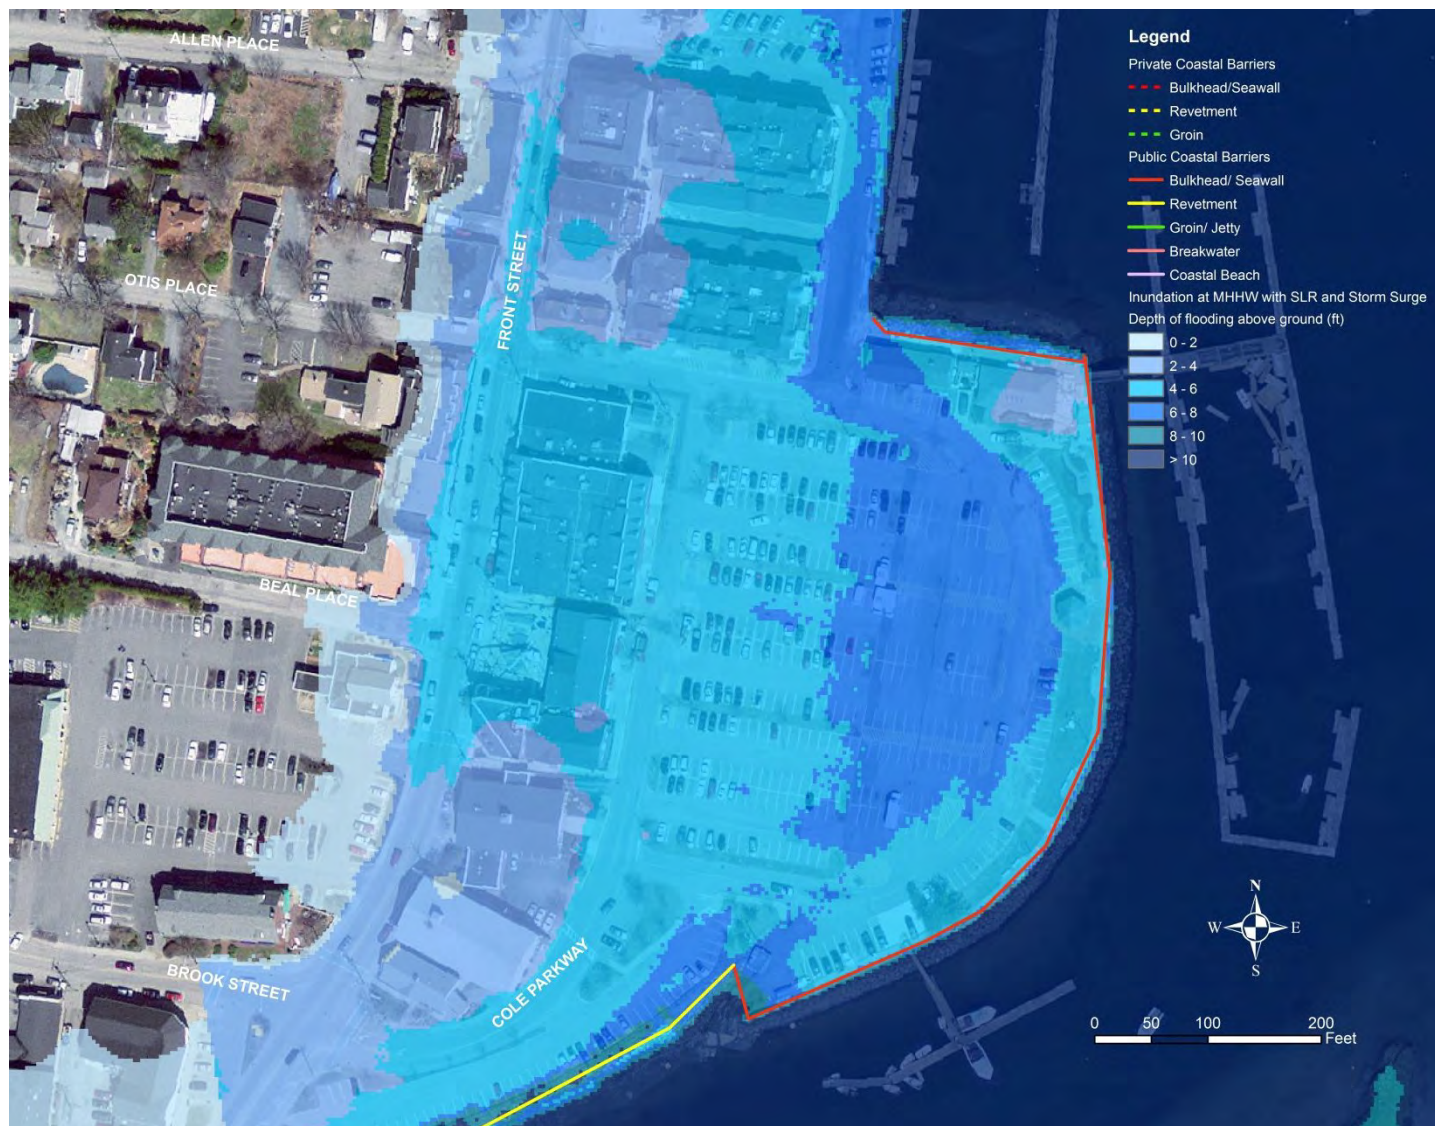 ALLEN PLACE
OTIS PLACE
FRONT STREET
BEAL PLACE
BROOK STREET
COLE PARKWAY
Legend
Private Coastal Barriers
Bulkhead/Seawall
Revetment
Groin
Public Coastal Barriers
Bulkhead/ Seawall
Revetment
Groin/ Jetty
Breakwater
Coastal Beach
Inundation at MHHW with SLR and Storm Surge
Depth of flooding above ground (ft)
0 - 2
2 - 4
4 - 6
6 - 8
8 - 10
> 10
N
W E
S
0 50 100 200
Feet